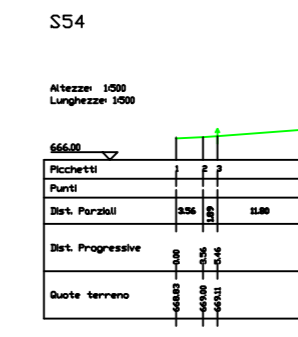 S54
Altezze: 1:500
Lunghezze: 1:500
666.00
Picchetti 1 2 3
Punti
Dist. Parziali 3.56 1.89 11.80
Dist. Progressive 0.00 3.56 5.46
Quote terreno 668.83 669.00 669.11